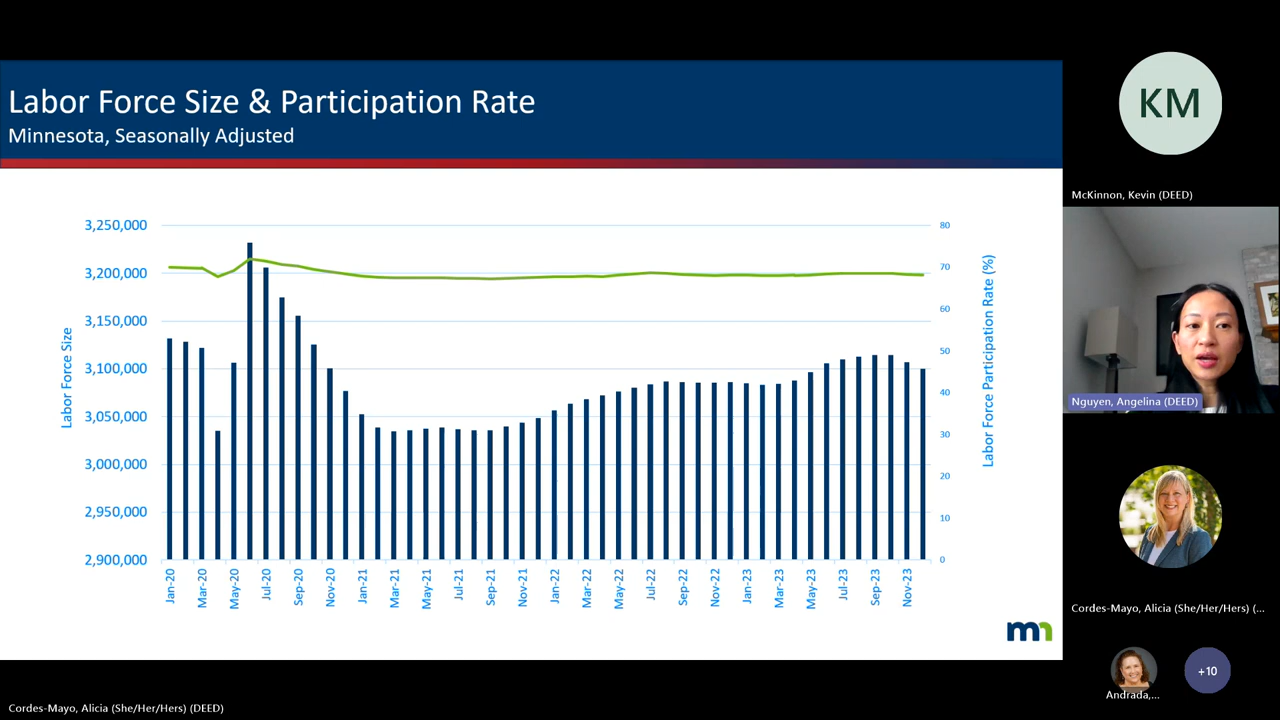 Labor Force Size & Participation Rate
Minnesota, Seasonally Adjusted
3,250,000
3,200,000
3,150,000
3,100,000
3,050,000
3,000,000
2,950,000
2,900,000
Labor Force Size
80
70
60
50
40
30
20
10
0
Labor Force Participation Rate (%)
Jan-20
Mar-20
May-20
Jul-20
Sep-20
Nov-20
Jan-21
Mar-21
May-21
Jul-21
Sep-21
Nov-21
Jan-22
Mar-22
May-22
Jul-22
Sep-22
Nov-22
Jan-23
Mar-23
May-23
Jul-23
Sep-23
Nov-23
mn
KM
McKinnon, Kevin (DEED)
Nguyen, Angelina (DEED)
Cordes-Mayo, Alicia (She/Her/Hers) (...
Andrada,...
+10
Cordes-Mayo, Alicia (She/Her/Hers) (DEED)